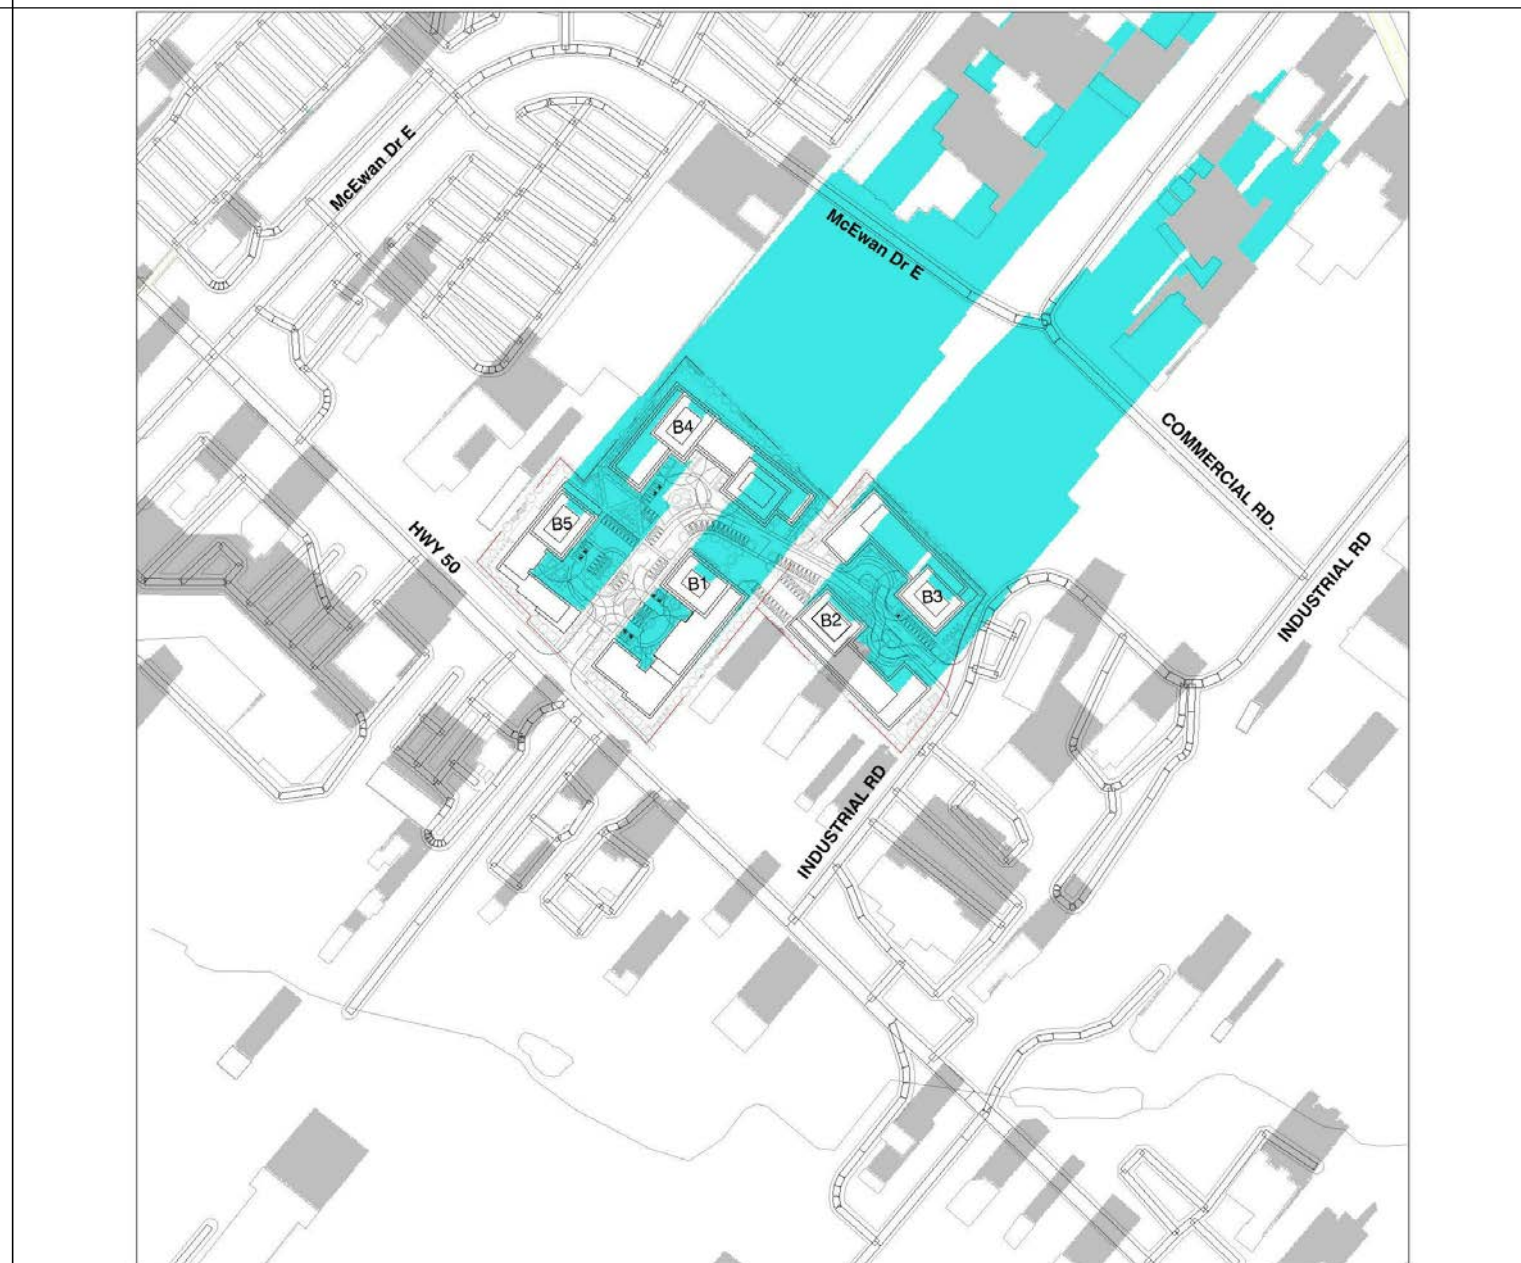 McEwan Dr E
McEwan Dr E
B4
COMMERCIAL RD.
HWY 50
B5
INDUSTRIAL RD
B1
B3
B2
INDUSTRIAL RD